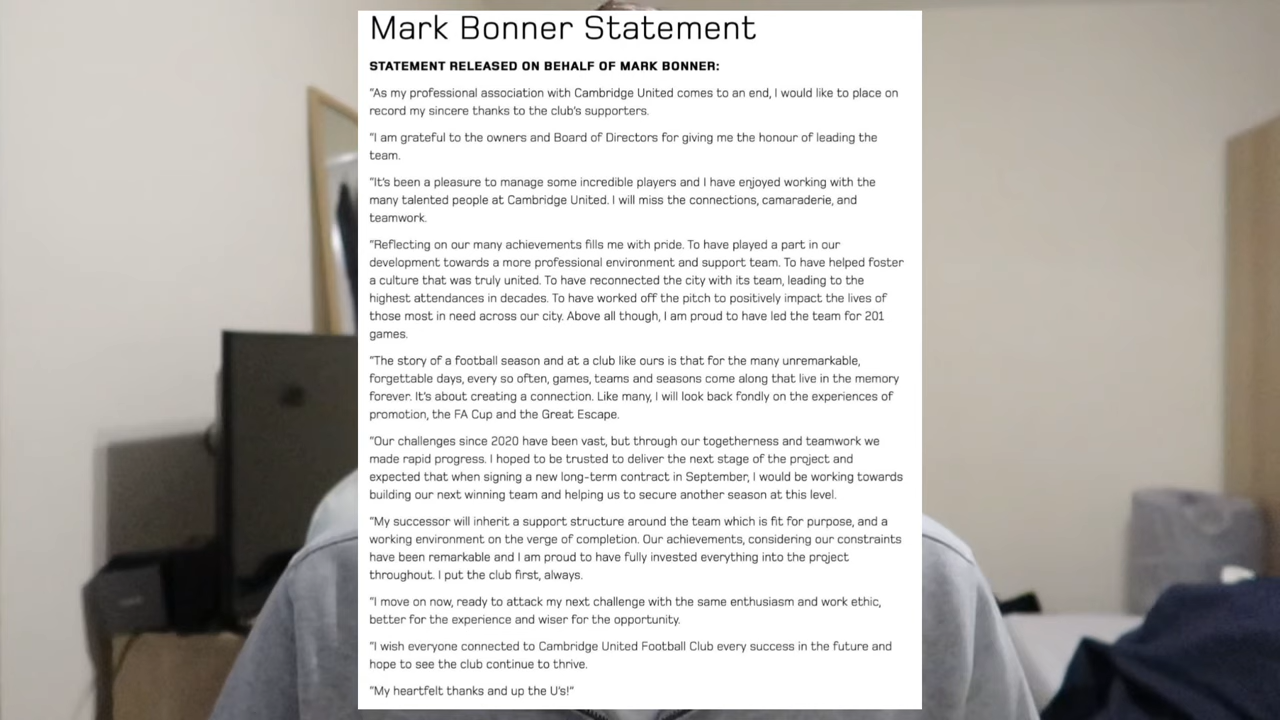 Mark Bonner Statement
STATEMENT RELEASED ON BEHALF OF MARK BONNER:
"As my professional association with Cambridge United comes to an end, I would like to place on
record my sincere thanks to the club's supporters.
"I am grateful to the owners and Board of Directors for giving me the honour of leading the
team.
"It's been a pleasure to manage some incredible players and I have enjoyed working with the
many talented people at Cambridge United. I will miss the connections, camaraderie, and
teamwork.
"Reflecting on our many achievements fills me with pride. To have played a part in our
development towards a more professional environment and support team. To have helped foster
a culture that was truly united. To have reconnected the city with its team, leading to the
highest attendances in decades. To have worked off the pitch to positively impact the lives of
those most in need across our city. Above all though, I am proud to have led the team for 201
games.
"The story of a football season and at a club like ours is that for the many unremarkable,
forgettable days, every so often, games, teams and seasons come along that live in the memory
forever. It's about creating a connection. Like many, I will look back fondly on the experiences of
promotion, the FA Cup and the Great Escape.
"Our challenges since 2020 have been vast, but through our togetherness and teamwork we
made rapid progress. I hoped to be trusted to deliver the next stage of the project and
expected that when signing a new long-term contract in September, I would be working towards
building our next winning team and helping us to secure another season at this level.
"My successor will inherit a support structure around the team which is fit for purpose, and a
working environment on the verge of completion. Our achievements, considering our constraints
have been remarkable and I am proud to have fully invested everything into the project
throughout. I put the club first, always.
"I move on now, ready to attack my next challenge with the same enthusiasm and work ethic,
better for the experience and wiser for the opportunity.
"I wish everyone connected to Cambridge United Football Club every success in the future and
hope to see the club continue to thrive.
"My heartfelt thanks and up the U's!"